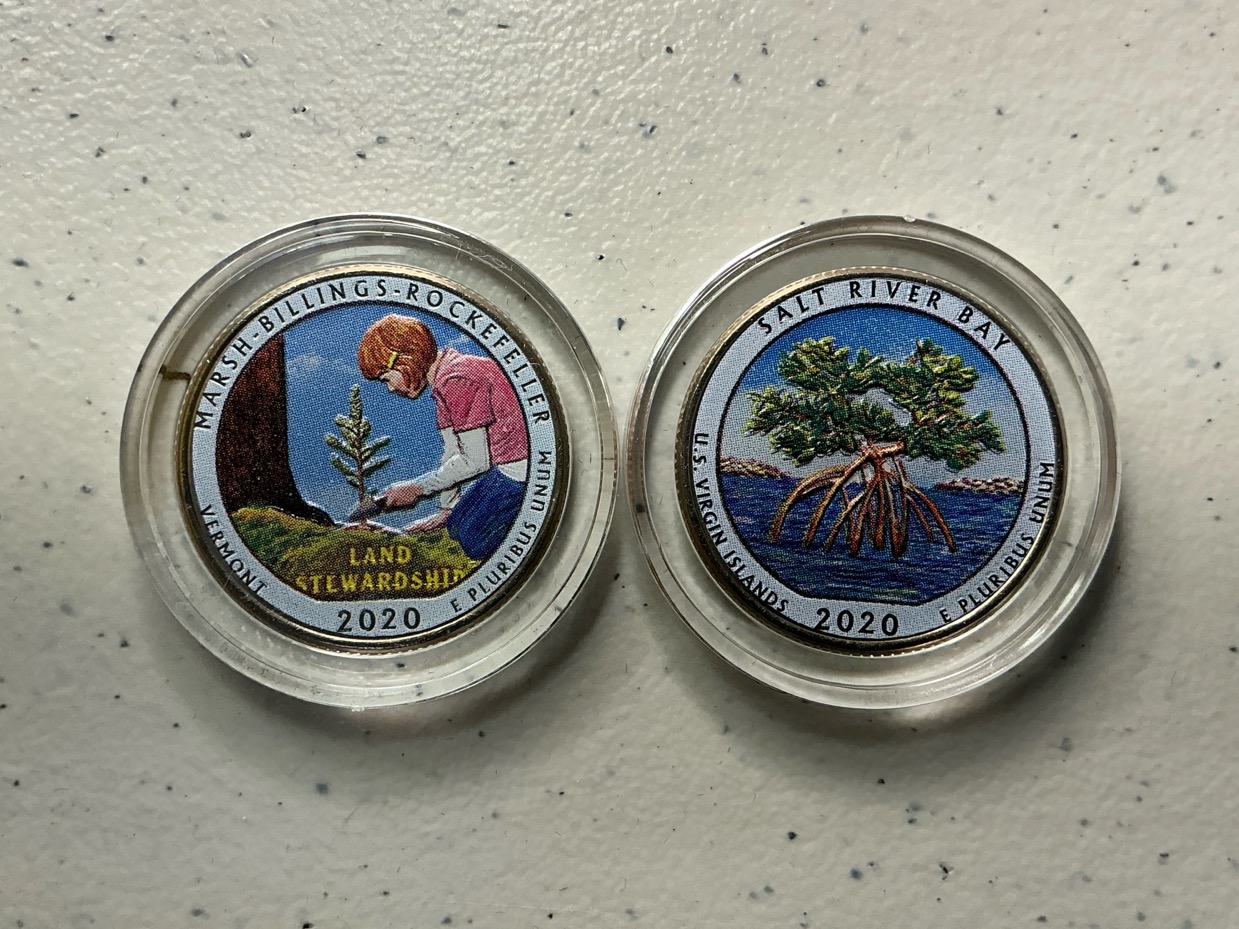 MARSH-BILLINGS-ROCKEFELLER
VERMONT
LAND
STEWARDSHIP
2020
E PLURIBUS UNUM
SALT RIVER BAY
U.S. VIRGIN ISLANDS
2020
E PLURIBUS UNUM